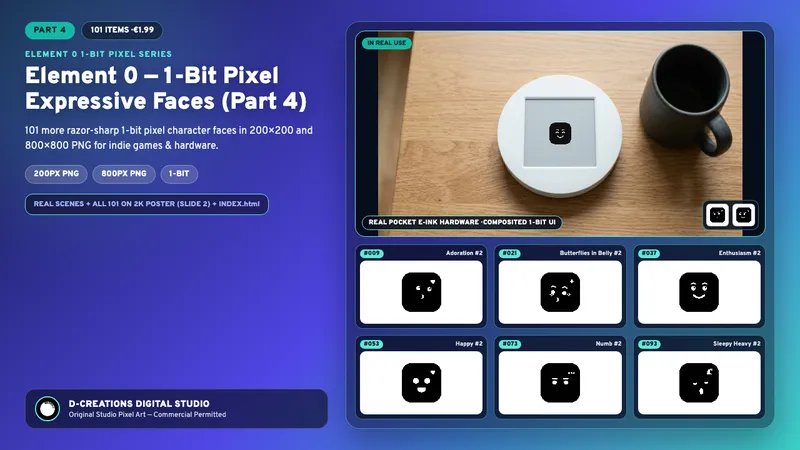 PART 4
101 ITEMS ·€1.99
ELEMENT 0 1-BIT PIXEL SERIES
Element 0 — 1-Bit Pixel
Expressive Faces (Part 4)
101 more razor-sharp 1-bit pixel character faces in 200×200 and
800×800 PNG for indie games & hardware.
200PX PNG
800PX PNG
1-BIT
REAL SCENES + ALL 101 ON 2K POSTER (SLIDE 2) + INDEX.html
D-CREATIONS DIGITAL STUDIO
Original Studio Pixel Art — Commercial Permitted
IN REAL USE
REAL POCKET E-INK HARDWARE ·COMPOSITED 1-BIT UI
#009
Adoration #2
#021
Butterflies in Belly #2
#037
Enthusiasm #2
#053
Happy #2
#073
Numb #2
#093
Sleepy Heavy #2